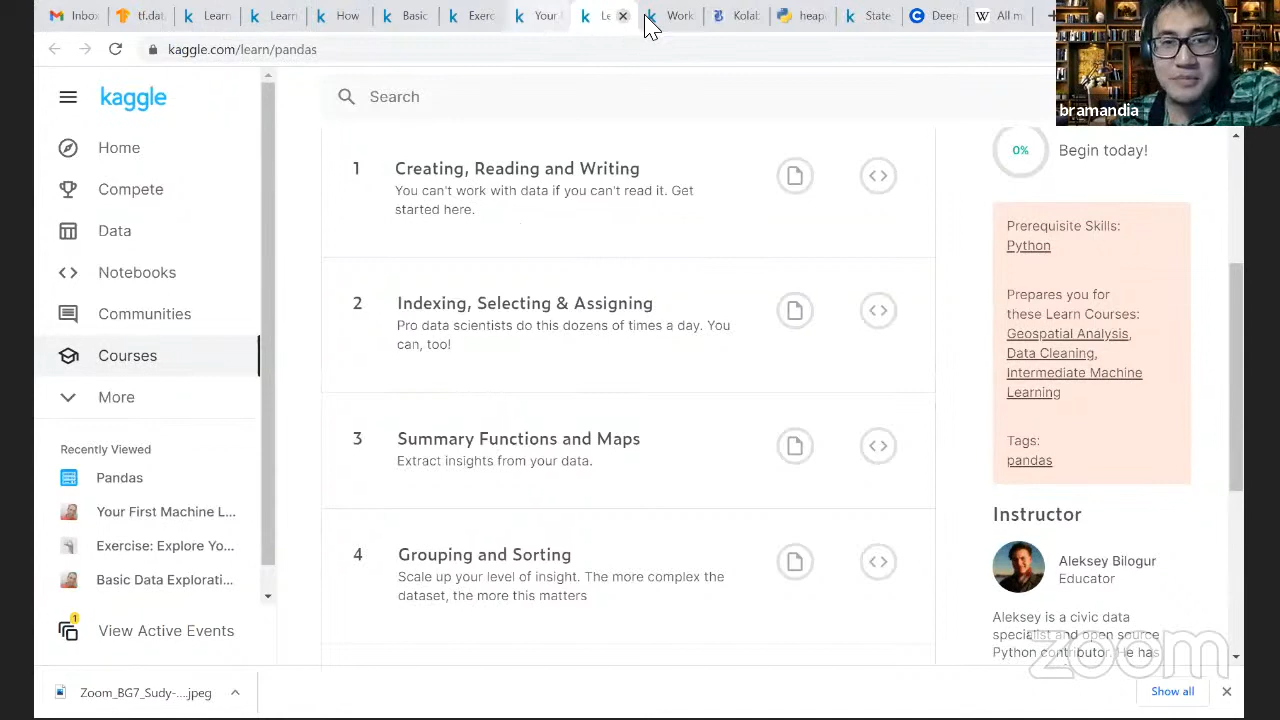 Inbo
tf.dat
Learn
Learn
Hov
Basic
Exerc
Your
Le
Work
Kolal
heap
State
Deep
All m
kaggle.com/learn/pandas
bramandia
kaggle
Search
Home
Compete
Data
Notebooks
Communities
Courses
More
Recently Viewed
Pandas
Your First Machine L...
Exercise: Explore Yo...
Basic Data Explorati...
1
View Active Events
1
Creating, Reading and Writing
You can't work with data if you can't read it. Get
started here.
2
Indexing, Selecting & Assigning
Pro data scientists do this dozens of times a day. You
can, too!
3
Summary Functions and Maps
Extract insights from your data.
4
Grouping and Sorting
Scale up your level of insight. The more complex the
dataset, the more this matters
0%
Begin today!
Prerequisite Skills:
Python
Prepares you for
these Learn Courses:
Geospatial Analysis,
Data Cleaning,
Intermediate Machine
Learning
Tags:
pandas
Instructor
Aleksey Bilogur
Educator
Aleksey is a civic data
specialist and open source
Python contributor. He has
zoom
Zoom_BG7_Sudy-....jpeg
Show all